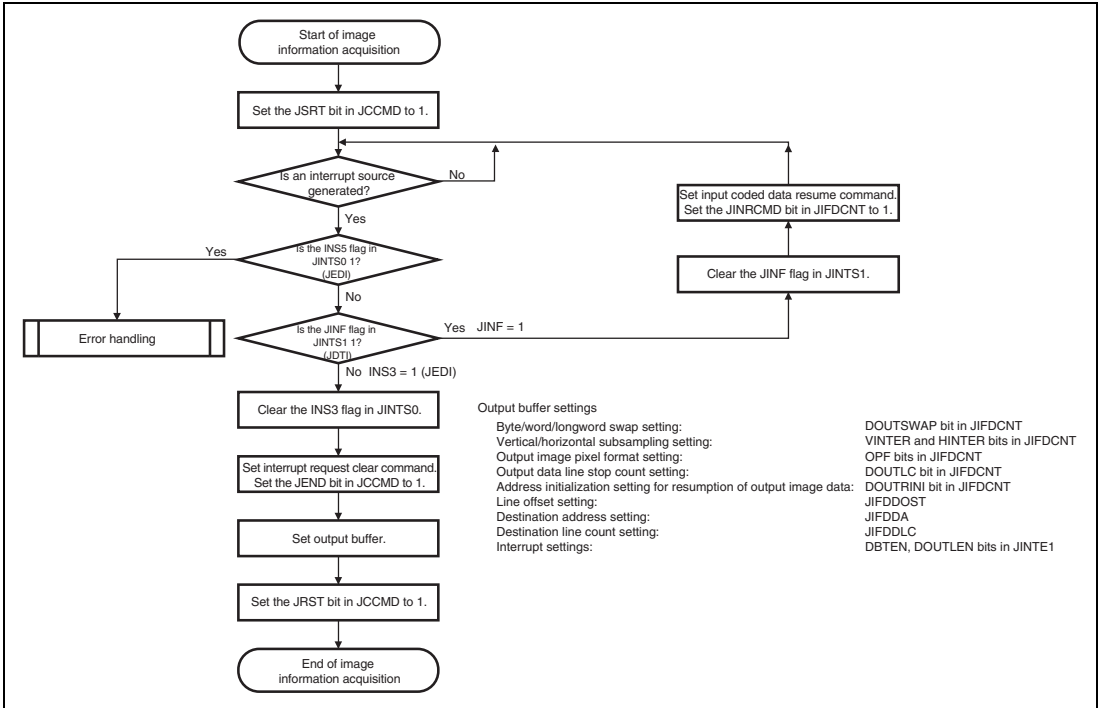 Start of image
information acquisition
Set the JSRT bit in JCCMD to 1.
Is an interrupt source
generated?
No
Yes
Set input coded data resume command.
Set the JINRCMD bit in JIFDCNT to 1.
Yes
Is the INS5 flag in
JINTS0 1?
(JEDI)
Clear the JINF flag in JINTS1.
No
Error handling
Is the JINF flag in
JINTS1 1?
(JDTI)
Yes JINF = 1
No INS3 = 1 (JEDI)
Clear the INS3 flag in JINTS0.
Set interrupt request clear command.
Set the JEND bit in JCCMD to 1.
Set output buffer.
Set the JRST bit in JCCMD to 1.
End of image
information acquisition
Output buffer settings
Byte/word/longword swap setting: DOUTSWAP bit in JIFDCNT
Vertical/horizontal subsampling setting: VINTER and HINTER bits in JIFDCNT
Output image pixel format setting: OPF bits in JIFDCNT
Output data line stop count setting: DOUTLC bit in JIFDCNT
Address initialization setting for resumption of output image data: DOUTRINI bit in JIFDCNT
Line offset setting: JIFDDOST
Destination address setting: JIFDDA
Destination line count setting: JIFDDLC
Interrupt settings: DBTEN, DOUTLEN bits in JINTE1